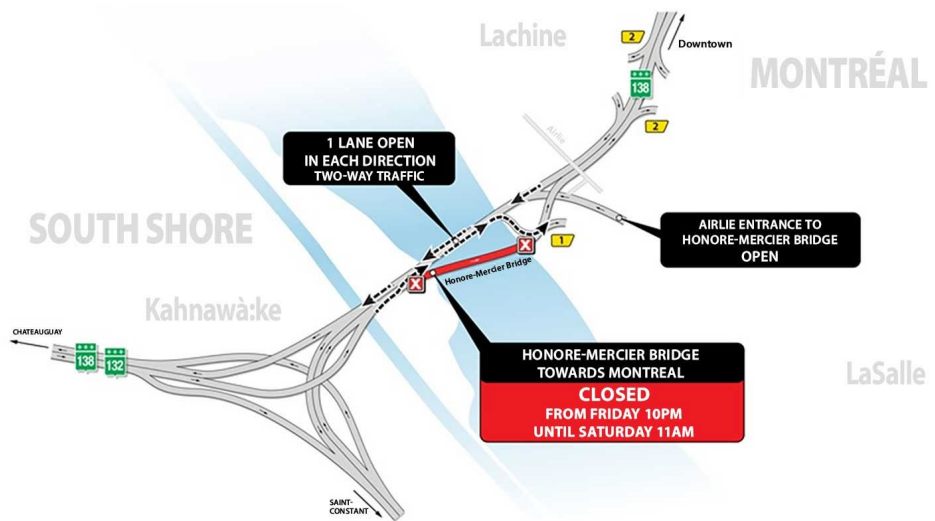 Lachine
2
Downtown
MONTRÉAL
138
2
Airlie
1 LANE OPEN
IN EACH DIRECTION
TWO-WAY TRAFFIC
SOUTH SHORE
AIRLIE ENTRANCE TO
HONORE-MERCIER BRIDGE
OPEN
1
X
X
Honore-Mercier Bridge
Kahnawà:ke
CHATEAUGUAY
138
132
HONORE-MERCIER BRIDGE
TOWARDS MONTREAL
CLOSED
FROM FRIDAY 10PM
UNTIL SATURDAY 11AM
LaSalle
SAINT-
CONSTANT